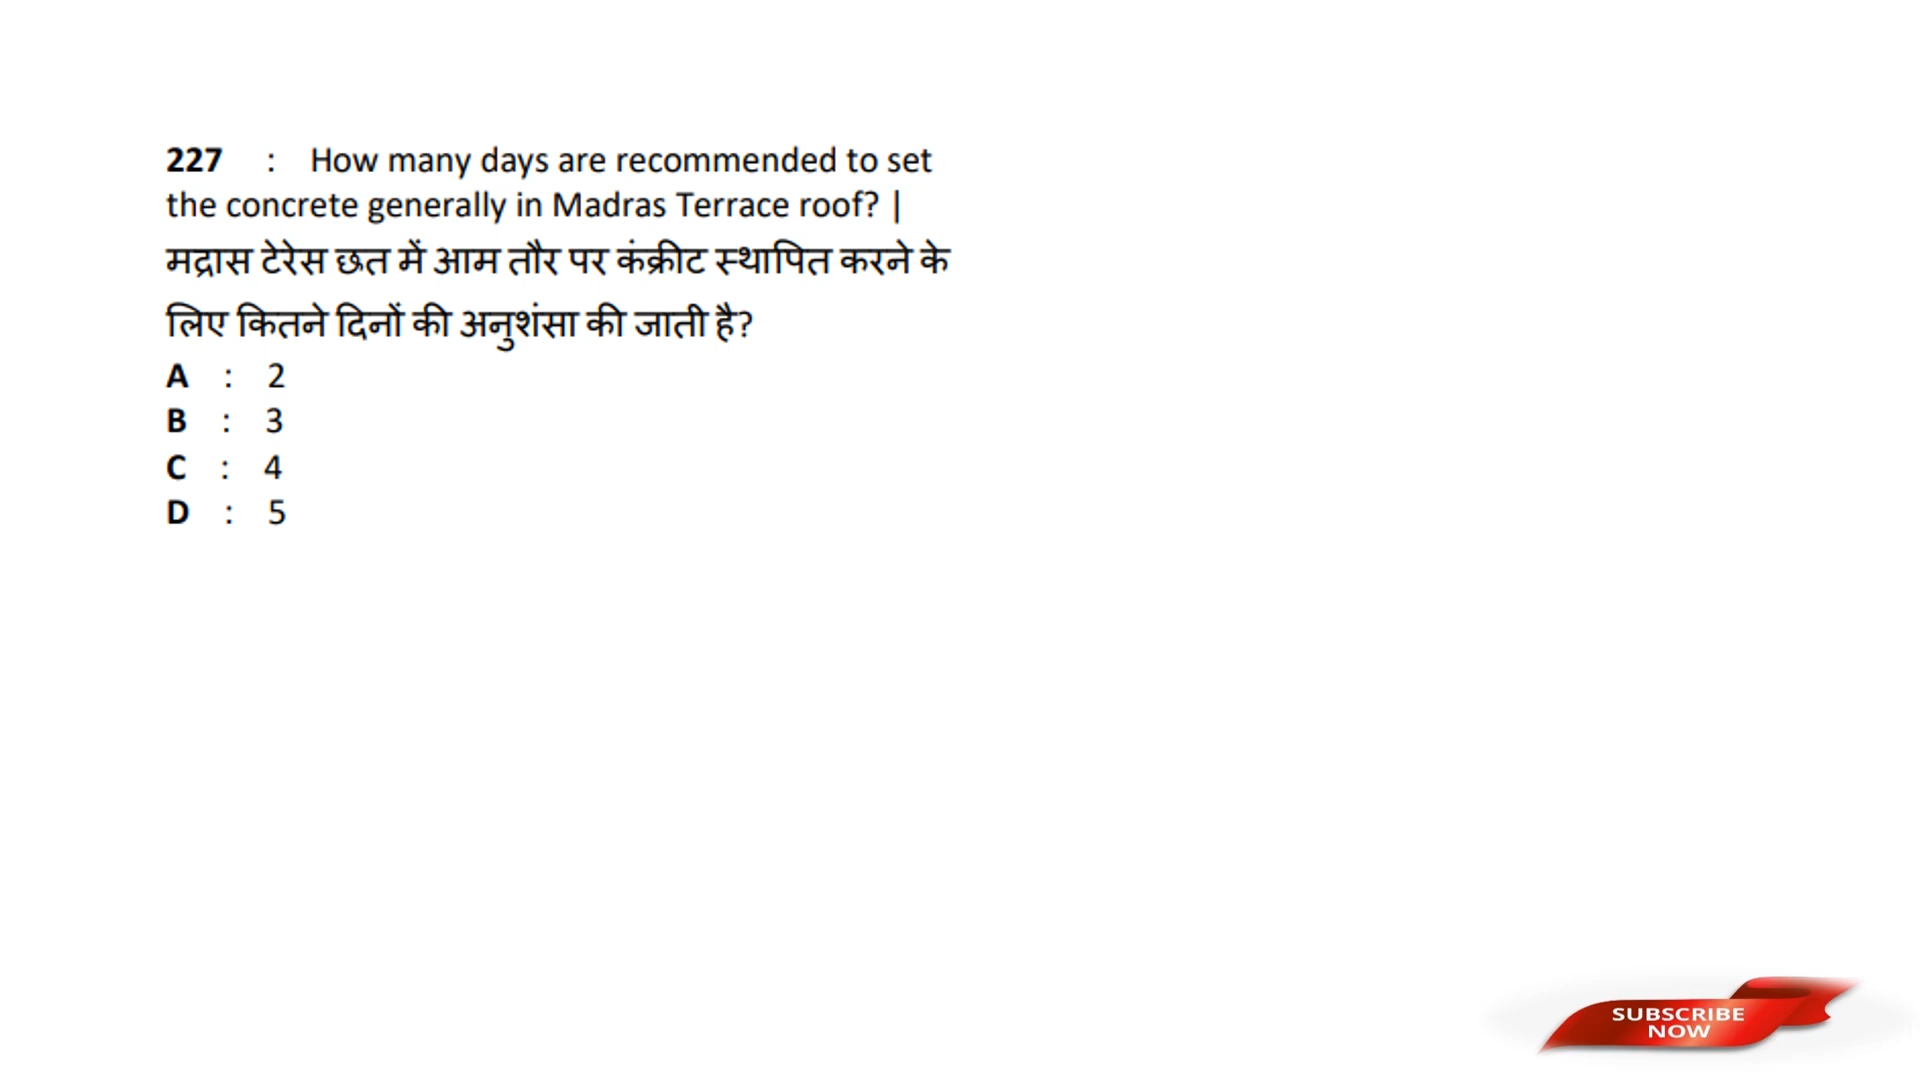 227 : How many days are recommended to set
the concrete generally in Madras Terrace roof? |
मद्रास टेरेस छत में आम तौर पर कंक्रीट स्थापित करने के
लिए कितने दिनों की अनुशंसा की जाती है?
A : 2
B : 3
C : 4
D : 5
SUBSCRIBE
NOW